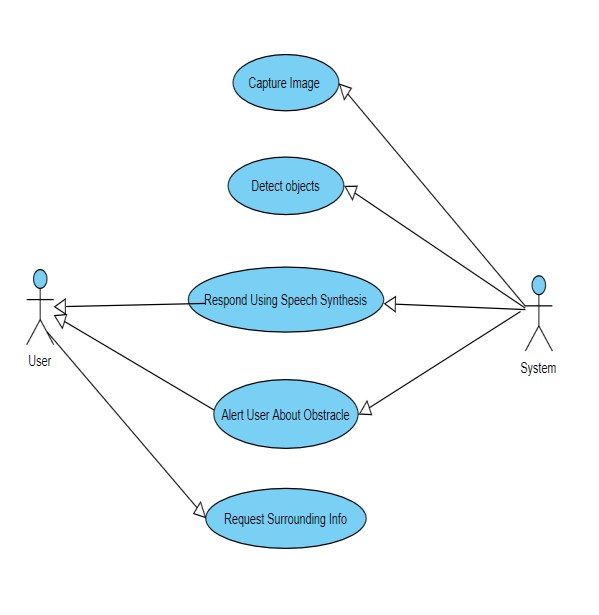 Capture Image
Detect objects
Respond Using Speech Synthesis
User
System
Alert User About Obstracle
Request Surrounding Info